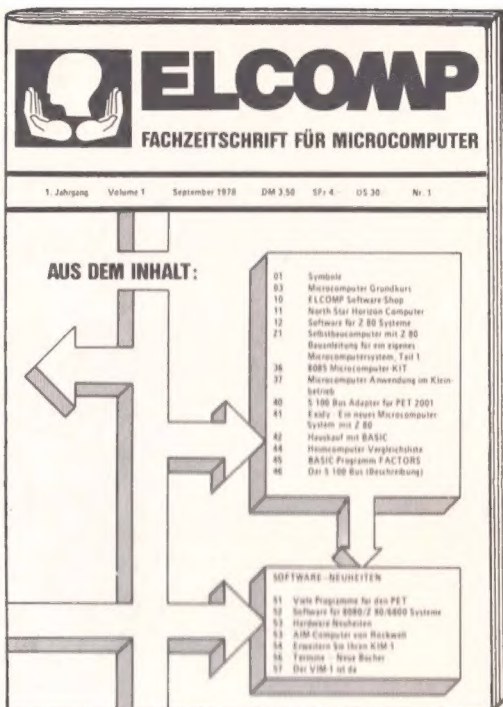 ELCOMP
FACHZEITSCHRIFT FÜR MICROCOMPUTER
1. Jahrgang Volume 1 September 1978 DM 3.50 SFr 4.- ÖS 30. Nr. 1
AUS DEM INHALT:
01 Symbole
03 Microcomputer Grundkurs
10 ELCOMP Software Shop
11 North Star Horizon Computer
12 Software für Z 80 Systeme
21 Selbstbaucomputer mit Z 80
Bauanleitung für ein eigenes
Microcomputersystem, Teil 1
36 8085 Microcomputer KIT
37 Microcomputer Anwendung im Klein-
betrieb
40 S 100 Bus Adapter für PET 2001
41 Exidy - Ein neues Microcomputer
System mit Z 80
42 Hauskauf mit BASIC
44 Heimcomputer Vergleichsliste
45 BASIC Programm FACTORS
46 Der S 100 Bus (Beschreibung)
SOFTWARE-NEUHEITEN
51 Viele Programme für den PET
52 Software für 8080/Z 80/6800 Systeme
53 Hardware Neuheiten
53 AIM-Computer von Rockwell
54 Erweitern Sie Ihren KIM 1
56 Termine - Neue Bücher
57 Der VIM-1 ist da